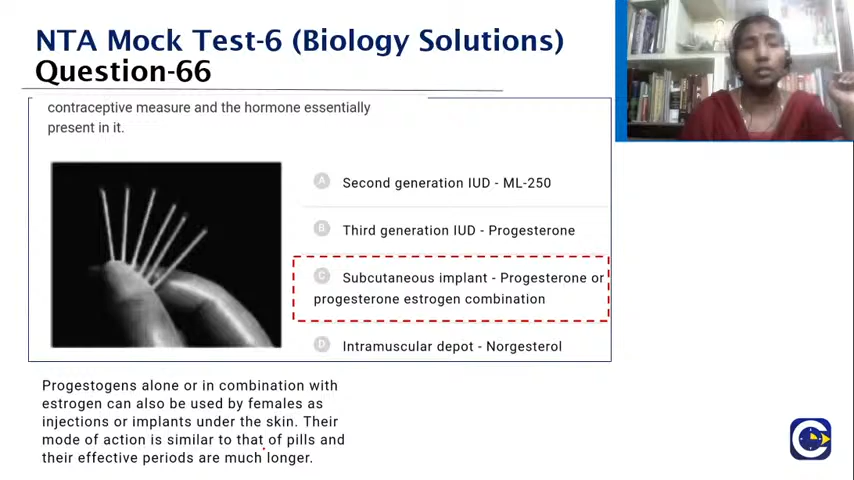 NTA Mock Test-6 (Biology Solutions)
Question-66
contraceptive measure and the hormone essentially
present in it.
A Second generation IUD - ML-250
B Third generation IUD - Progesterone
C Subcutaneous implant - Progesterone or
progesterone estrogen combination
D Intramuscular depot - Norgesterol
Progestogens alone or in combination with
estrogen can also be used by females as
injections or implants under the skin. Their
mode of action is similar to that of pills and
their effective periods are much longer.